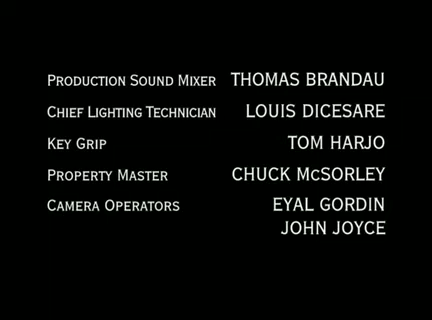 Production Sound Mixer THOMAS BRANDAU
Chief Lighting Technician LOUIS DICESARE
Key Grip TOM HARJO
Property Master CHUCK McSORLEY
Camera Operators EYAL GORDIN
JOHN JOYCE